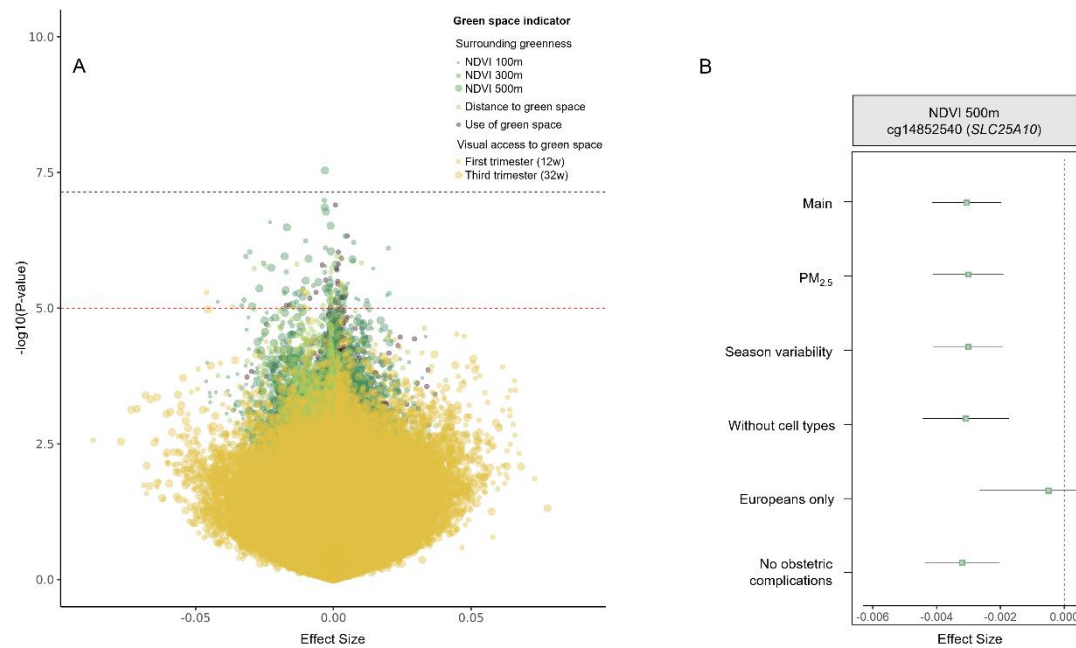 A
Green space indicator
Surrounding greenness
NDVI 100m
NDVI 300m
NDVI 500m
Distance to green space
Use of green space
Visual access to green space
First trimester (12w)
Third trimester (32w)
-log10(P-value)
10.0
7.5
5.0
2.5
0.0
-0.05
0.00
0.05
Effect Size
B
NDVI 500m
cg14852540 (SLC25A10)
Main
PM2.5
Season variability
Without cell types
Europeans only
No obstetric
complications
-0.006
-0.004
-0.002
0.000
Effect Size